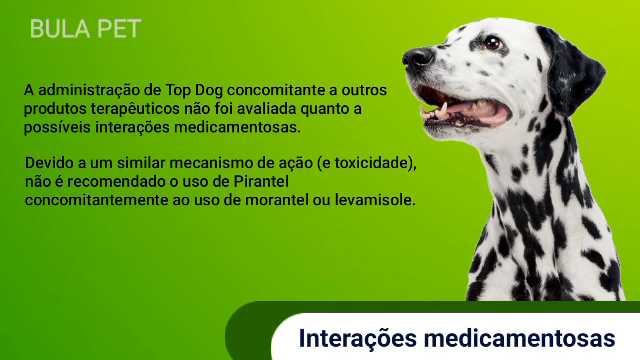 BULA PET
A administração de Top Dog concomitante a outros
produtos terapêuticos não foi avaliada quanto a
possíveis interações medicamentosas.
Devido a um similar mecanismo de ação (e toxicidade),
não é recomendado o uso de Pirantel
concomitantemente ao uso de morantel ou levamisole.
Interações medicamentosas